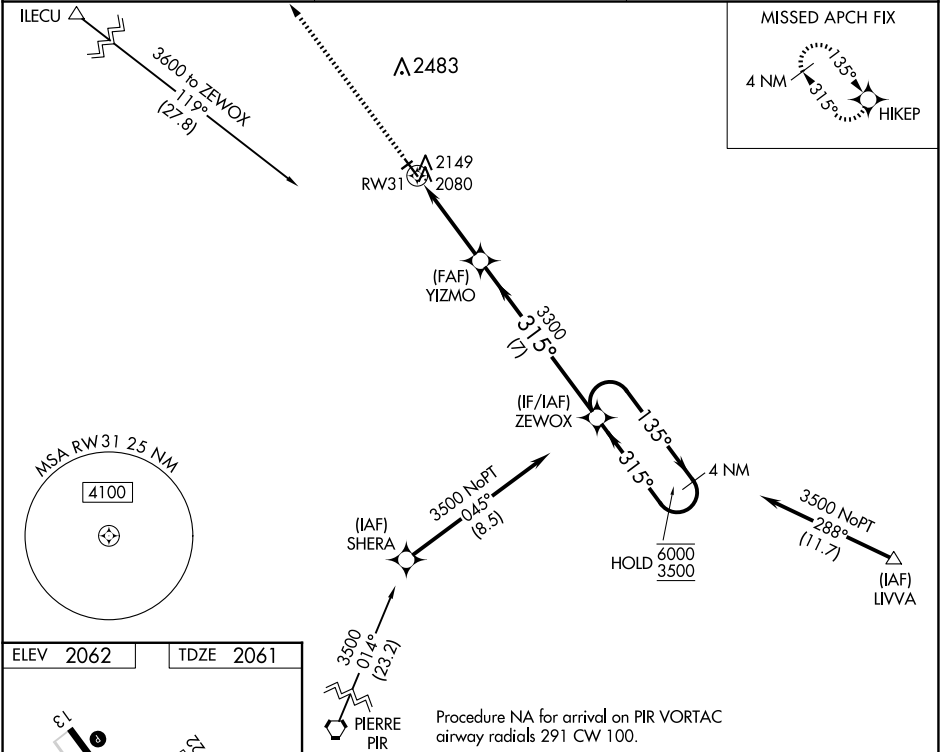 ILECU
3600 to ZEWOX
119°
(27.8)
2483
MISSED APCH FIX
4 NM
135°
315°
HIKEP
2149
RW31
2080
(FAF)
YIZMO
3300
315°
(7)
(IF/IAF)
ZEWOX
135°
315°
4 NM
HOLD
6000
3500
MSA RW31 25 NM
4100
3500 NoPT
045°
(8.5)
(IAF)
SHERA
3500 NoPT
288°
(11.7)
(IAF)
LIVVA
3500
014°
(23.2)
PIERRE
PIR
Procedure NA for arrival on PIR VORTAC
airway radials 291 CW 100.
ELEV 2062
TDZE 2061
13
P
22